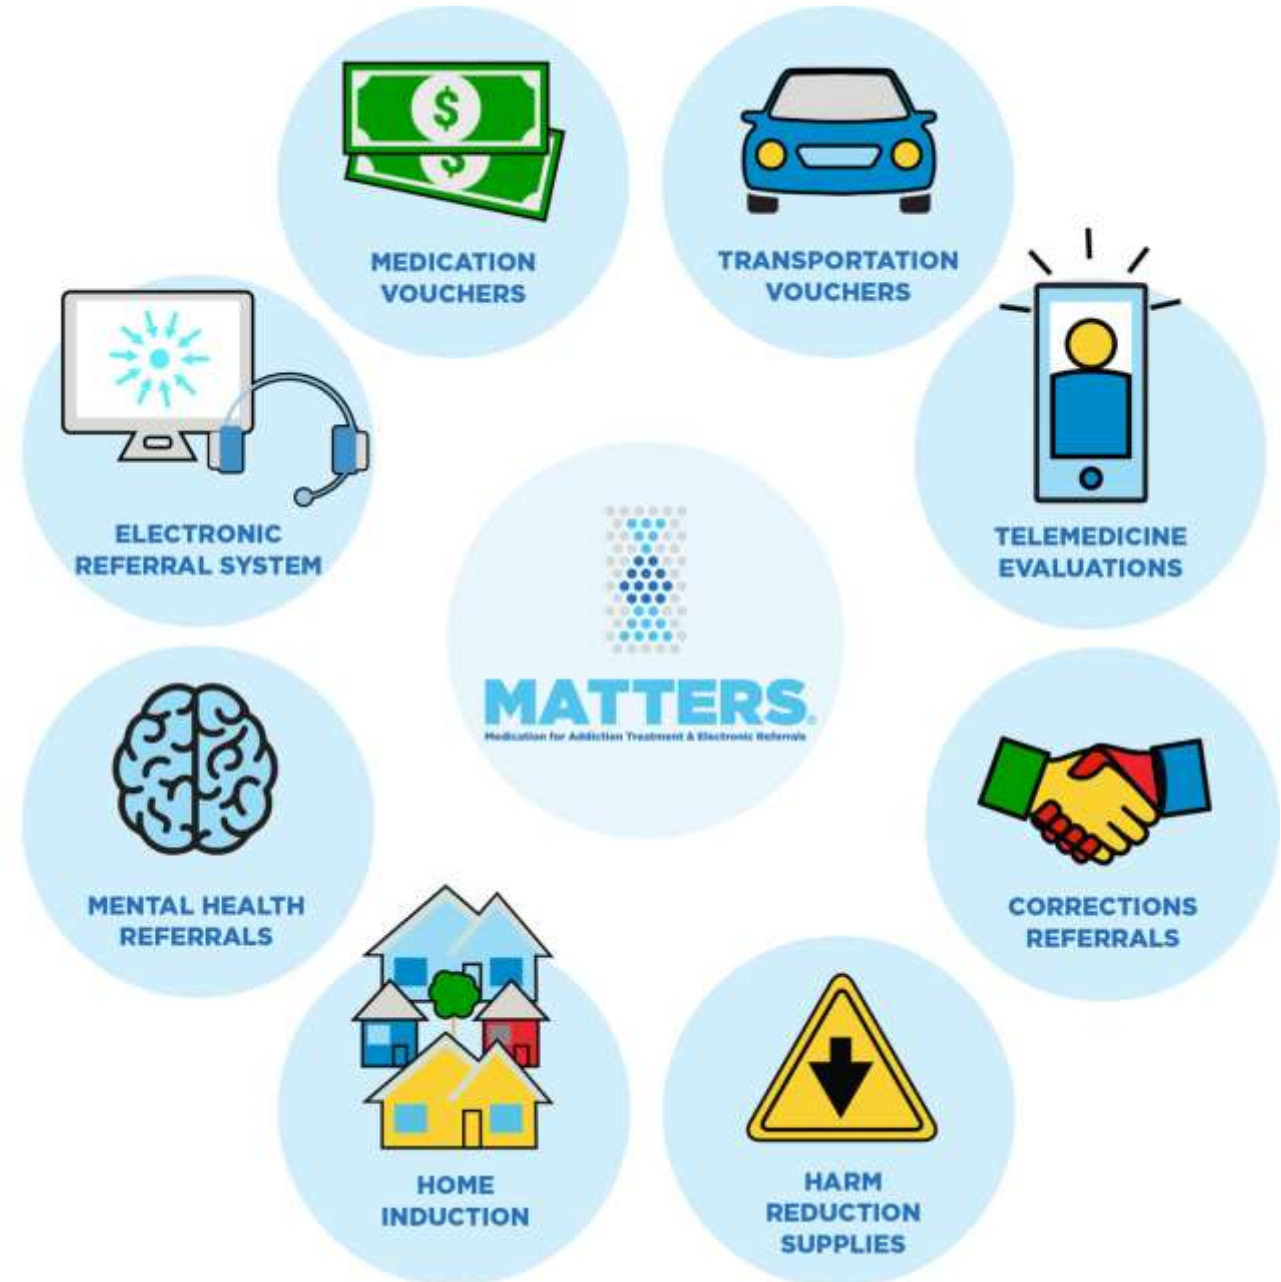 $
$
MEDICATION
VOUCHERS
TRANSPORTATION
VOUCHERS
TELEMEDICINE
EVALUATIONS
CORRECTIONS
REFERRALS
HARM
REDUCTION
SUPPLIES
HOME
INDUCTION
MENTAL HEALTH
REFERRALS
ELECTRONIC
REFERRAL SYSTEM
MATTERS®
Medication for Addiction Treatment & Electronic Referrals